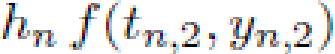 h_n f(t_{n,2}, y_{n,2})